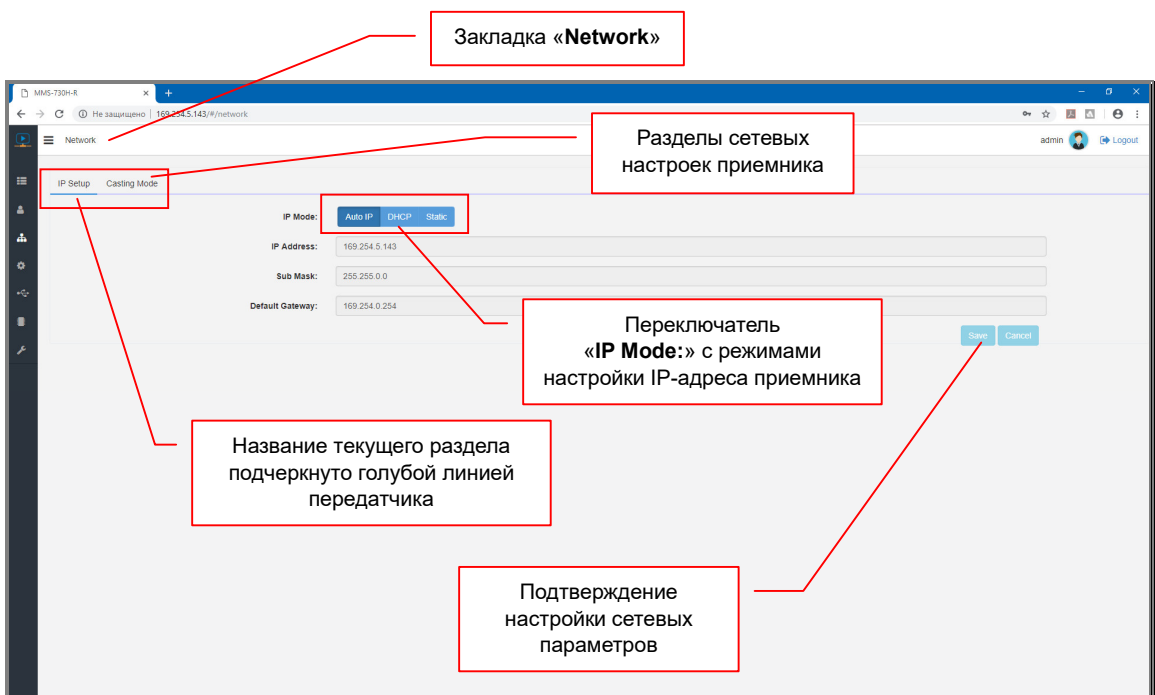 Закладка «Network»
MMS-730H-R
Не защищено | 169.254.5.143/#/network
Network
admin
Logout
Разделы сетевых
настроек приемника
IP Setup
Casting Mode
IP Mode:
Auto IP
DHCP
Static
IP Address:
169.254.5.143
Sub Mask:
255.255.0.0
Default Gateway:
169.254.0.254
Save
Cancel
Переключатель
«IP Mode:» с режимами
настройки IP-адреса приемника
Название текущего раздела
подчеркнуто голубой линией
передатчика
Подтверждение
настройки сетевых
параметров